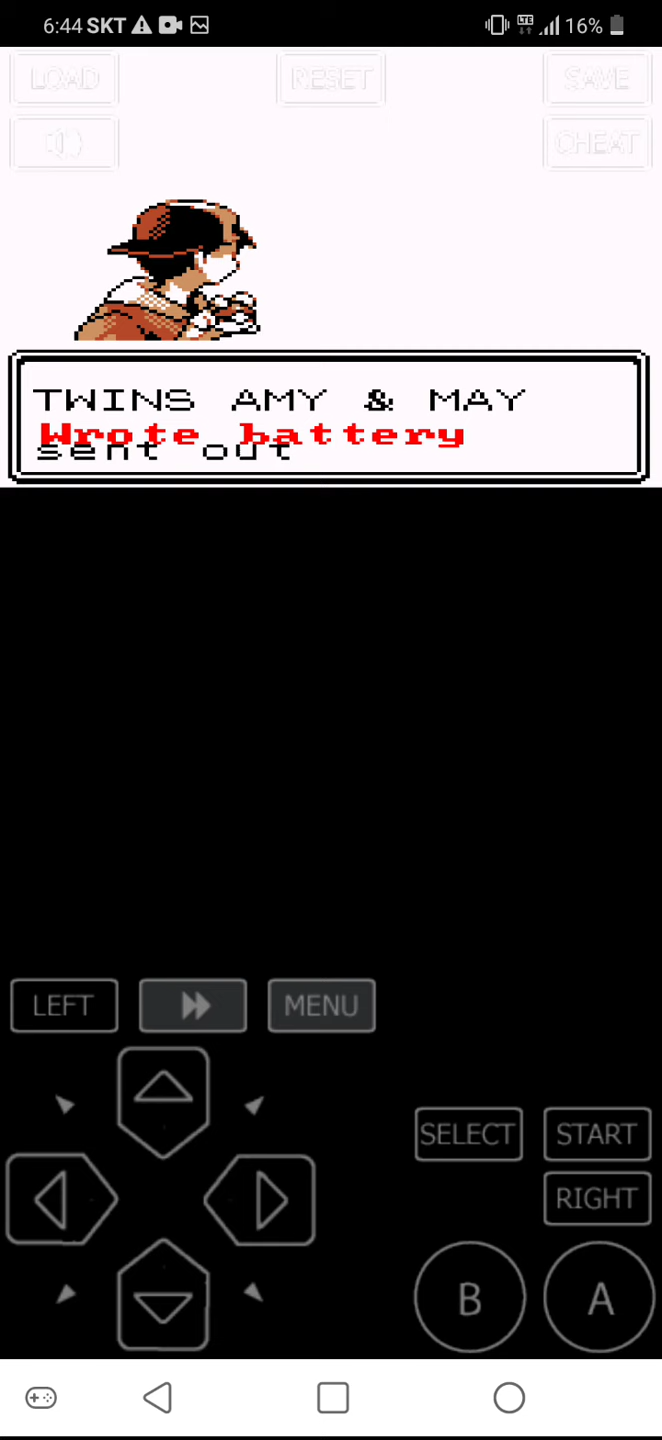 6:44 SKT LTE 16%
LOAD RESET SAVE
CHEAT
TWINS AMY & MAY
Wrote battery
sent out
LEFT MENU
SELECT START
RIGHT
B A